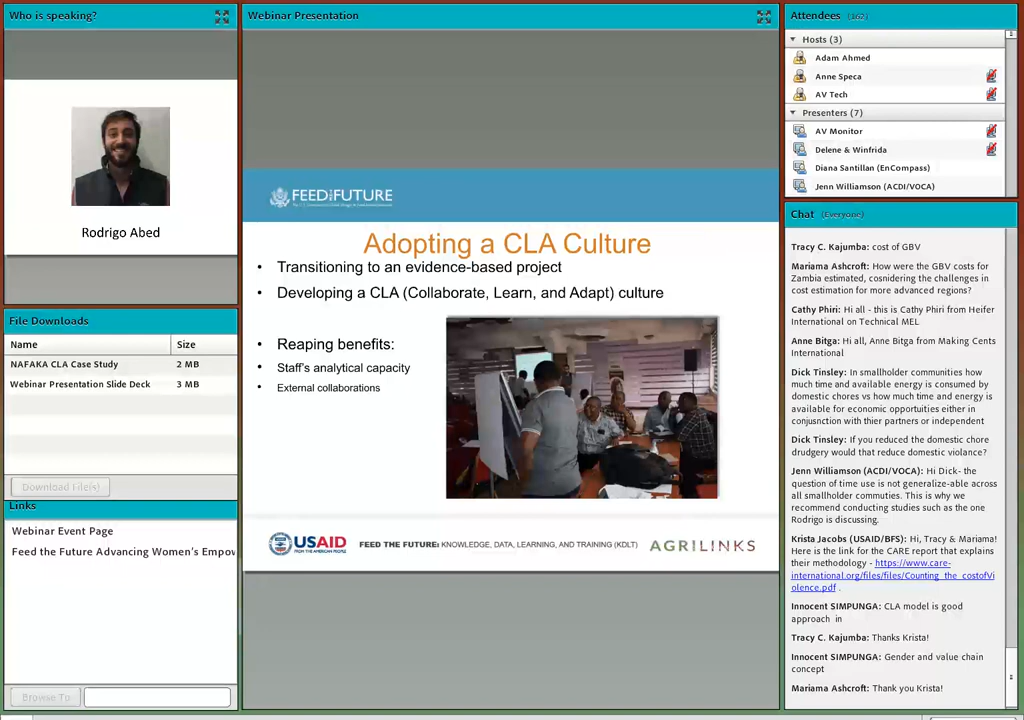 Who is speaking?
Rodrigo Abed
File Downloads
Name Size
NAFAKA CLA Case Study 2 MB
Webinar Presentation Slide Deck 3 MB
Download File(s)
Links
Webinar Event Page
Feed the Future Advancing Women's Empow
Browse To
Webinar Presentation
FEED THE FUTURE
Adopting a CLA Culture
• Transitioning to an evidence-based project
• Developing a CLA (Collaborate, Learn, and Adapt) culture
• Reaping benefits:
• Staff's analytical capacity
• External collaborations
USAID
FROM THE AMERICAN PEOPLE
FEED THE FUTURE: KNOWLEDGE, DATA, LEARNING, AND TRAINING (KDLT)
AGRILINKS
Attendees (162)
Hosts (3)
Adam Ahmed
Anne Speca
AV Tech
Presenters (7)
AV Monitor
Delene & Winfrida
Diana Santillan (EnCompass)
Jenn Williamson (ACDI/VOCA)
Chat (Everyone)
Tracy C. Kajumba: cost of GBV
Mariama Ashcroft: How were the GBV costs for
Zambia estimated, cosnidering the challenges in
cost estimation for more advanced regions?
Cathy Phiri: Hi all - this is Cathy Phiri from Heifer
International on Technical MEL
Anne Bitga: Hi all, Anne Bitga from Making Cents
International
Dick Tinsley: In smallholder communities how
much time and available energy is consumed by
domestic chores vs how much time and energy is
available for economic opportuities either in
conjusnction with thier partners or independent
Dick Tinsley: If you reduced the domestic chore
drudgery would that reduce domestic violance?
Jenn Williamson (ACDI/VOCA): Hi Dick- the
question of time use is not generalize-able across
all smallholder commuties. This is why we
recommend conducting studies such as the one
Rodrigo is discussing.
Krista Jacobs (USAID/BFS): Hi, Tracy & Mariama!
Here is the link for the CARE report that explains
their methodology - https://www.care-
international.org/files/files/Counting_the_costofVi
olence.pdf .
Innocent SIMPUNGA: CLA model is good
approach in
Tracy C. Kajumba: Thanks Krista!
Innocent SIMPUNGA: Gender and value chain
concept
Mariama Ashcroft: Thank you Krista!